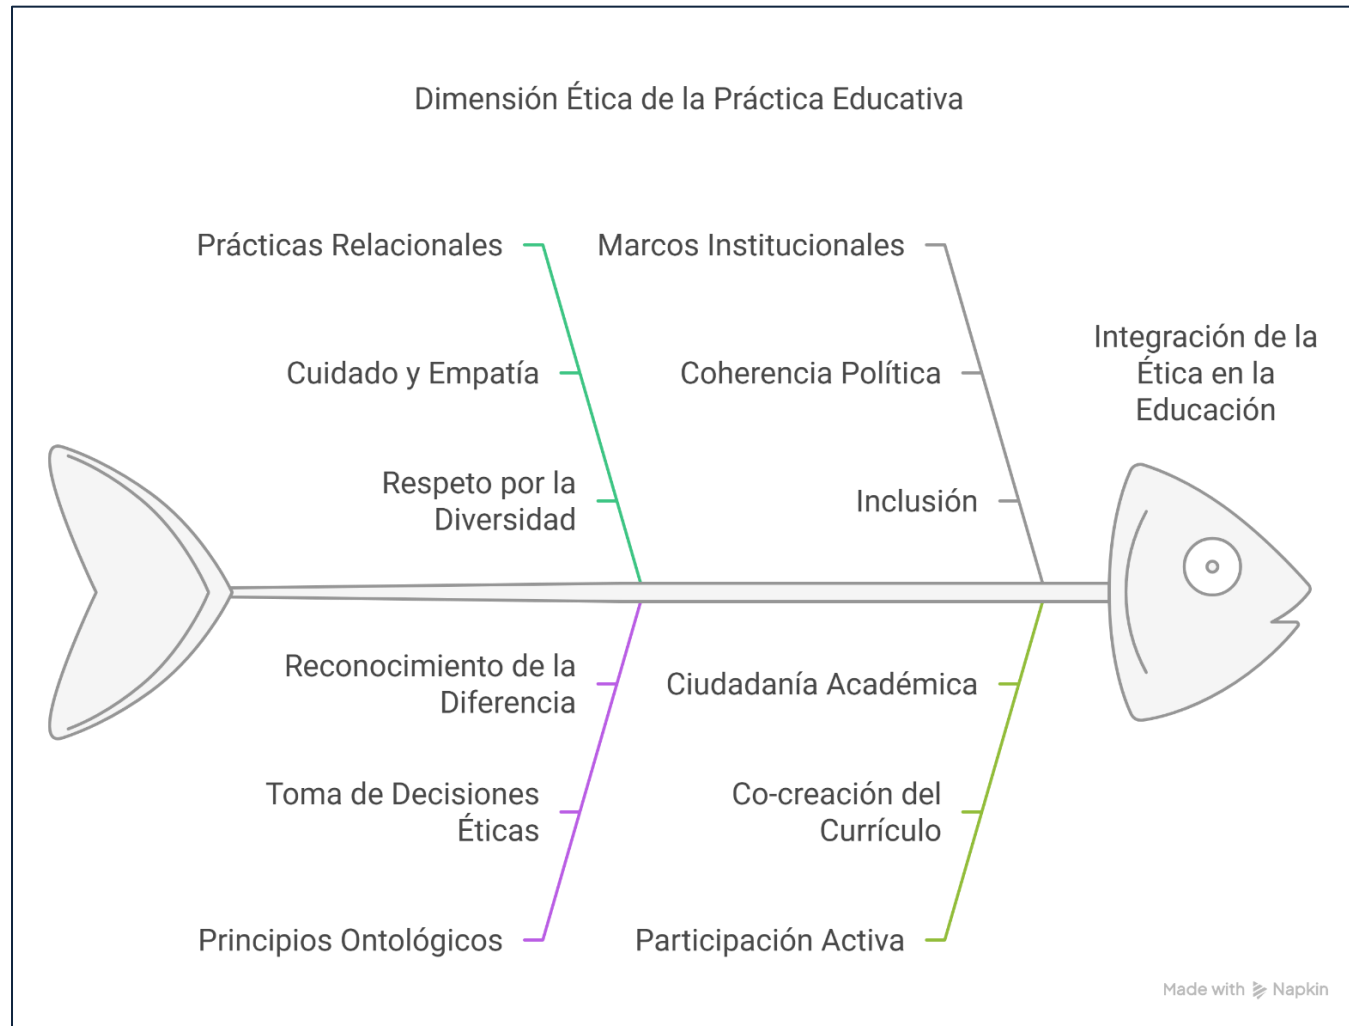 Dimensión Ética de la Práctica Educativa
Prácticas Relacionales
Cuidado y Empatía
Respeto por la
Diversidad
Marcos Institucionales
Coherencia Política
Inclusión
Integración de la
Ética en la
Educación
Reconocimiento de la
Diferencia
Toma de Decisiones
Éticas
Principios Ontológicos
Ciudadanía Académica
Co-creación del
Currículo
Participación Activa
Made with Napkin